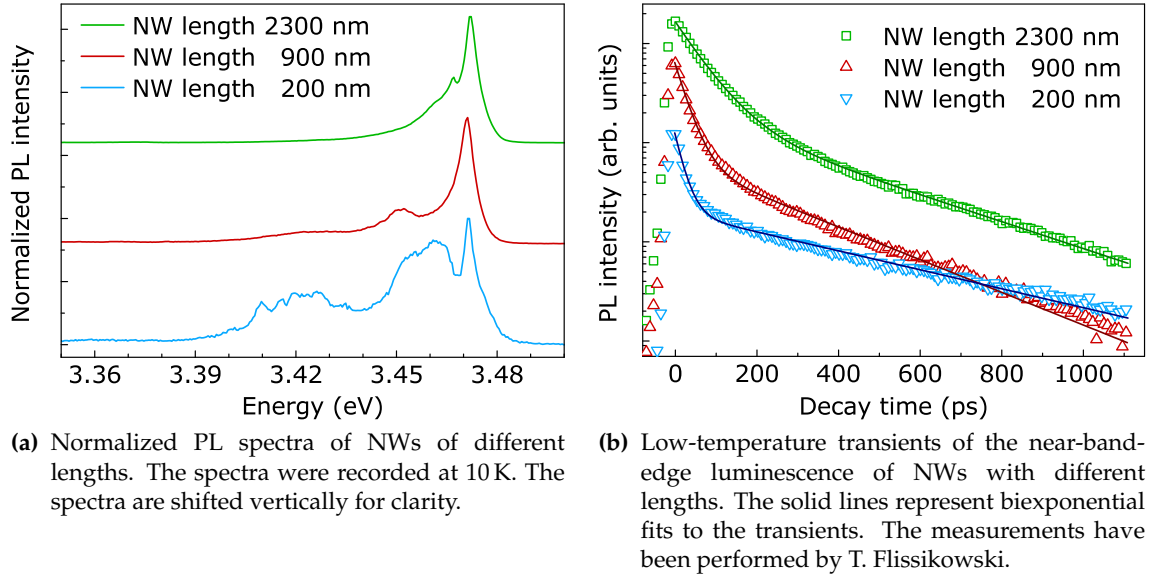 NW length 2300 nm
NW length 900 nm
NW length 200 nm
Normalized PL intensity
3.36 3.39 3.42 3.45 3.48
Energy (eV)
(a) Normalized PL spectra of NWs of different
lengths. The spectra were recorded at 10 K. The
spectra are shifted vertically for clarity.
NW length 2300 nm
NW length 900 nm
NW length 200 nm
PL intensity (arb. units)
0 200 400 600 800 1000
Decay time (ps)
(b) Low-temperature transients of the near-band-
edge luminescence of NWs with different
lengths. The solid lines represent biexponential
fits to the transients. The measurements have
been performed by T. Flissikowski.